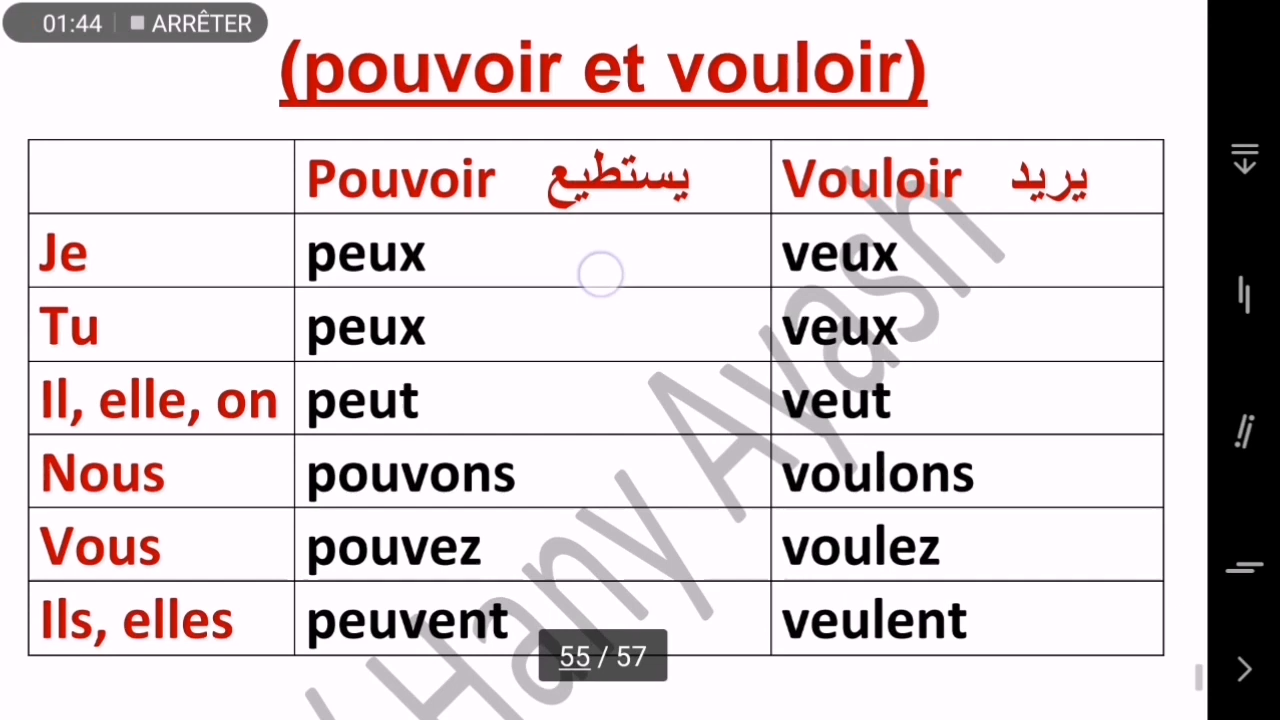 01:44 ARRÊTER
(pouvoir et vouloir)
Pouvoir يستطيع Vouloir يريد
Je peux veux
Tu peux veux
Il, elle, on peut veut
Nous pouvons voulons
Vous pouvez voulez
Ils, elles peuvent veulent
55 / 57
Hany Ayash